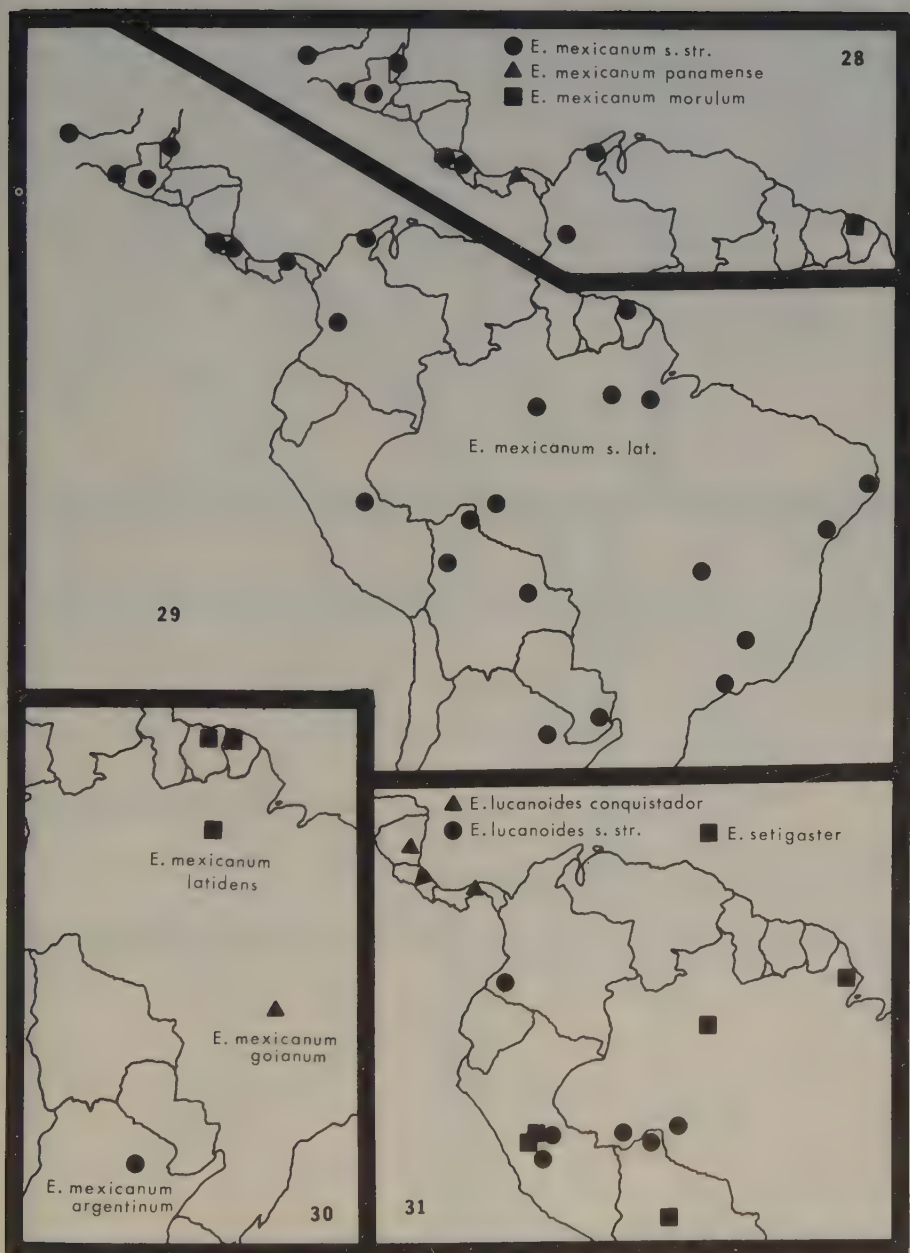 E. mexicanum s. str.
E. mexicanum panamense
E. mexicanum morulum
28
E. mexicanum s. lat.
29
E. mexicanum
latidens
E. mexicanum
goianum
E. mexicanum
argentinum
30
E. lucanoides conquistador
E. lucanoides s. str.
E. setigaster
31